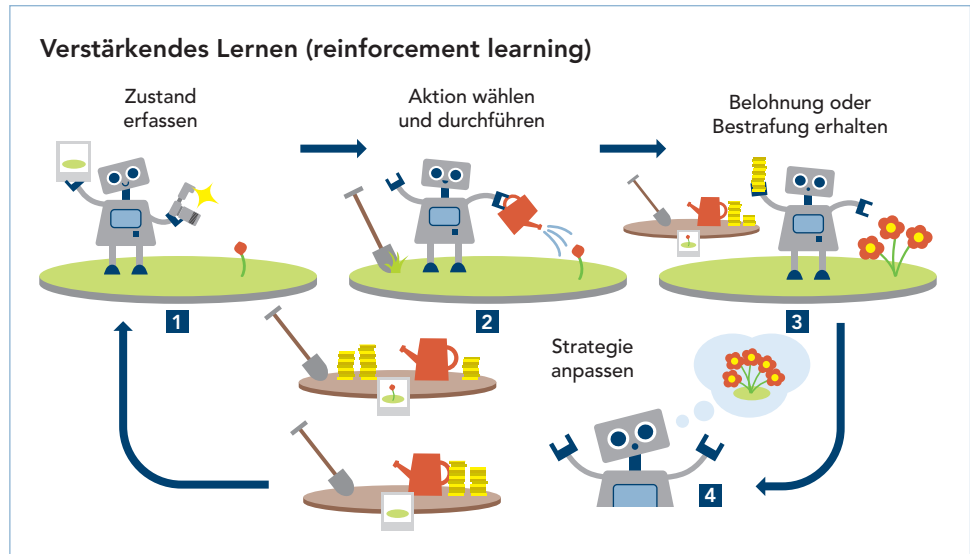 Verstärkendes Lernen (reinforcement learning)
Zustand
erfassen
Aktion wählen
und durchführen
Belohnung oder
Bestrafung erhalten
1
2
3
Strategie
anpassen
4